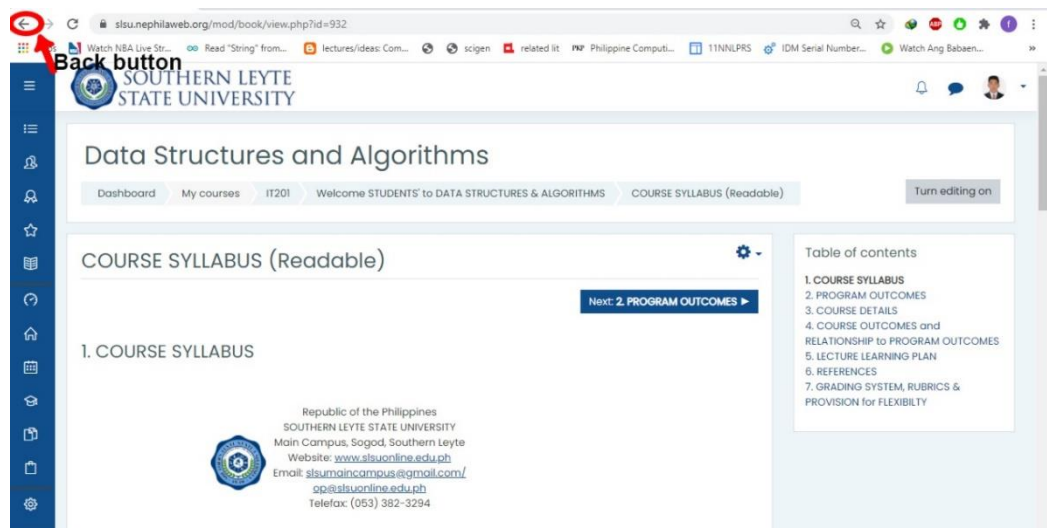 slsu.nephilaweb.org/mod/book/view.php?id=932
Watch NBA Live Str... Read "String" from... lectures/ideas: Com... scigen related lit PKP Philippine Computi... 11NNLPRS IDM Serial Number... Watch Ang Babaen... »
Back button
SOUTHERN LEYTE
STATE UNIVERSITY
Data Structures and Algorithms
Dashboard My courses IT201 Welcome STUDENTS' to DATA STRUCTURES & ALGORITHMS COURSE SYLLABUS (Readable) Turn editing on
COURSE SYLLABUS (Readable)
Next: 2. PROGRAM OUTCOMES ►
1. COURSE SYLLABUS
Republic of the Philippines
SOUTHERN LEYTE STATE UNIVERSITY
Main Campus, Sogod, Southern Leyte
Website: www.slsuonline.edu.ph
Email: slsumaincampus@gmail.com/
op@slsuonline.edu.ph
Telefax: (053) 382-3294
Table of contents
1. COURSE SYLLABUS
2. PROGRAM OUTCOMES
3. COURSE DETAILS
4. COURSE OUTCOMES and
RELATIONSHIP to PROGRAM OUTCOMES
5. LECTURE LEARNING PLAN
6. REFERENCES
7. GRADING SYSTEM, RUBRICS &
PROVISION for FLEXIBILTY